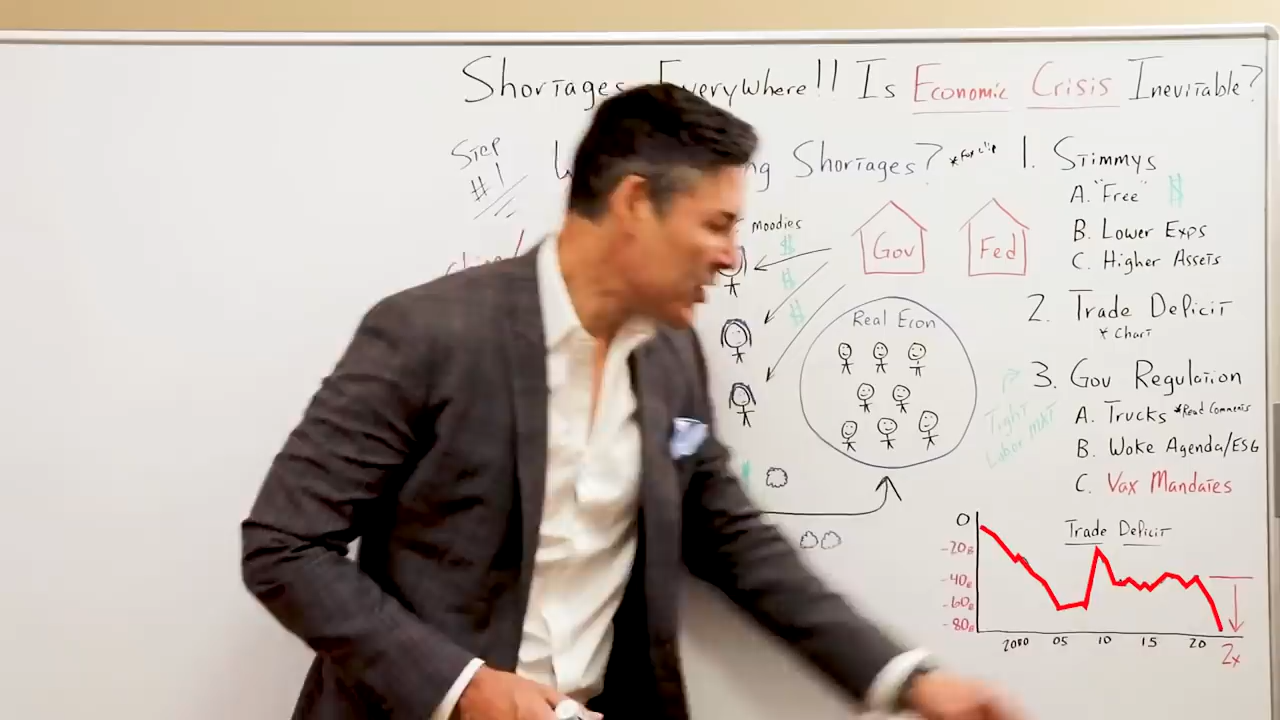 Shortages Everywhere!! Is Economic Crisis Inevitable?
Step
#1
Shortages? *For clip
moodies
$
$
$
Gov
Fed
Real Econ
1. Stimmys
A. "Free" $
B. Lower Exps
C. Higher Assets
2. Trade Deficit
* Chart
3. Gov Regulation
Tight
Labor MKT
A. Trucks *Read Comments
B. Woke Agenda/ESG
C. Vax Mandates
Trade Deficit
0
-20B
-40B
-60B
-80B
2000 05 10 15 20
2x